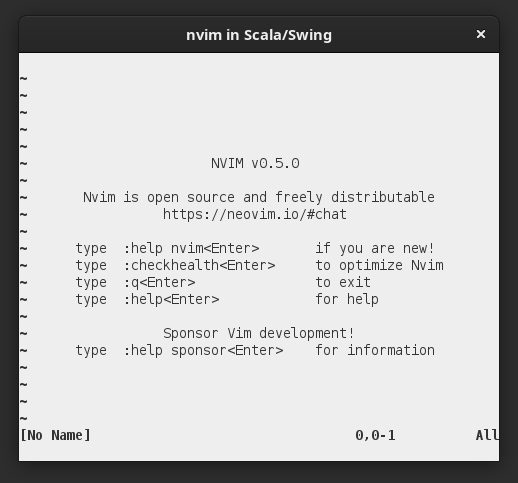 nvim in Scala/Swing ×
~
~
~
~
~
~ NVIM v0.5.0
~
~ Nvim is open source and freely distributable
~ https://neovim.io/#chat
~
~ type :help nvim<Enter> if you are new!
~ type :checkhealth<Enter> to optimize Nvim
~ type :q<Enter> to exit
~ type :help<Enter> for help
~
~ Sponsor Vim development!
~ type :help sponsor<Enter> for information
~
~
~
~
[No Name] 0,0-1 All